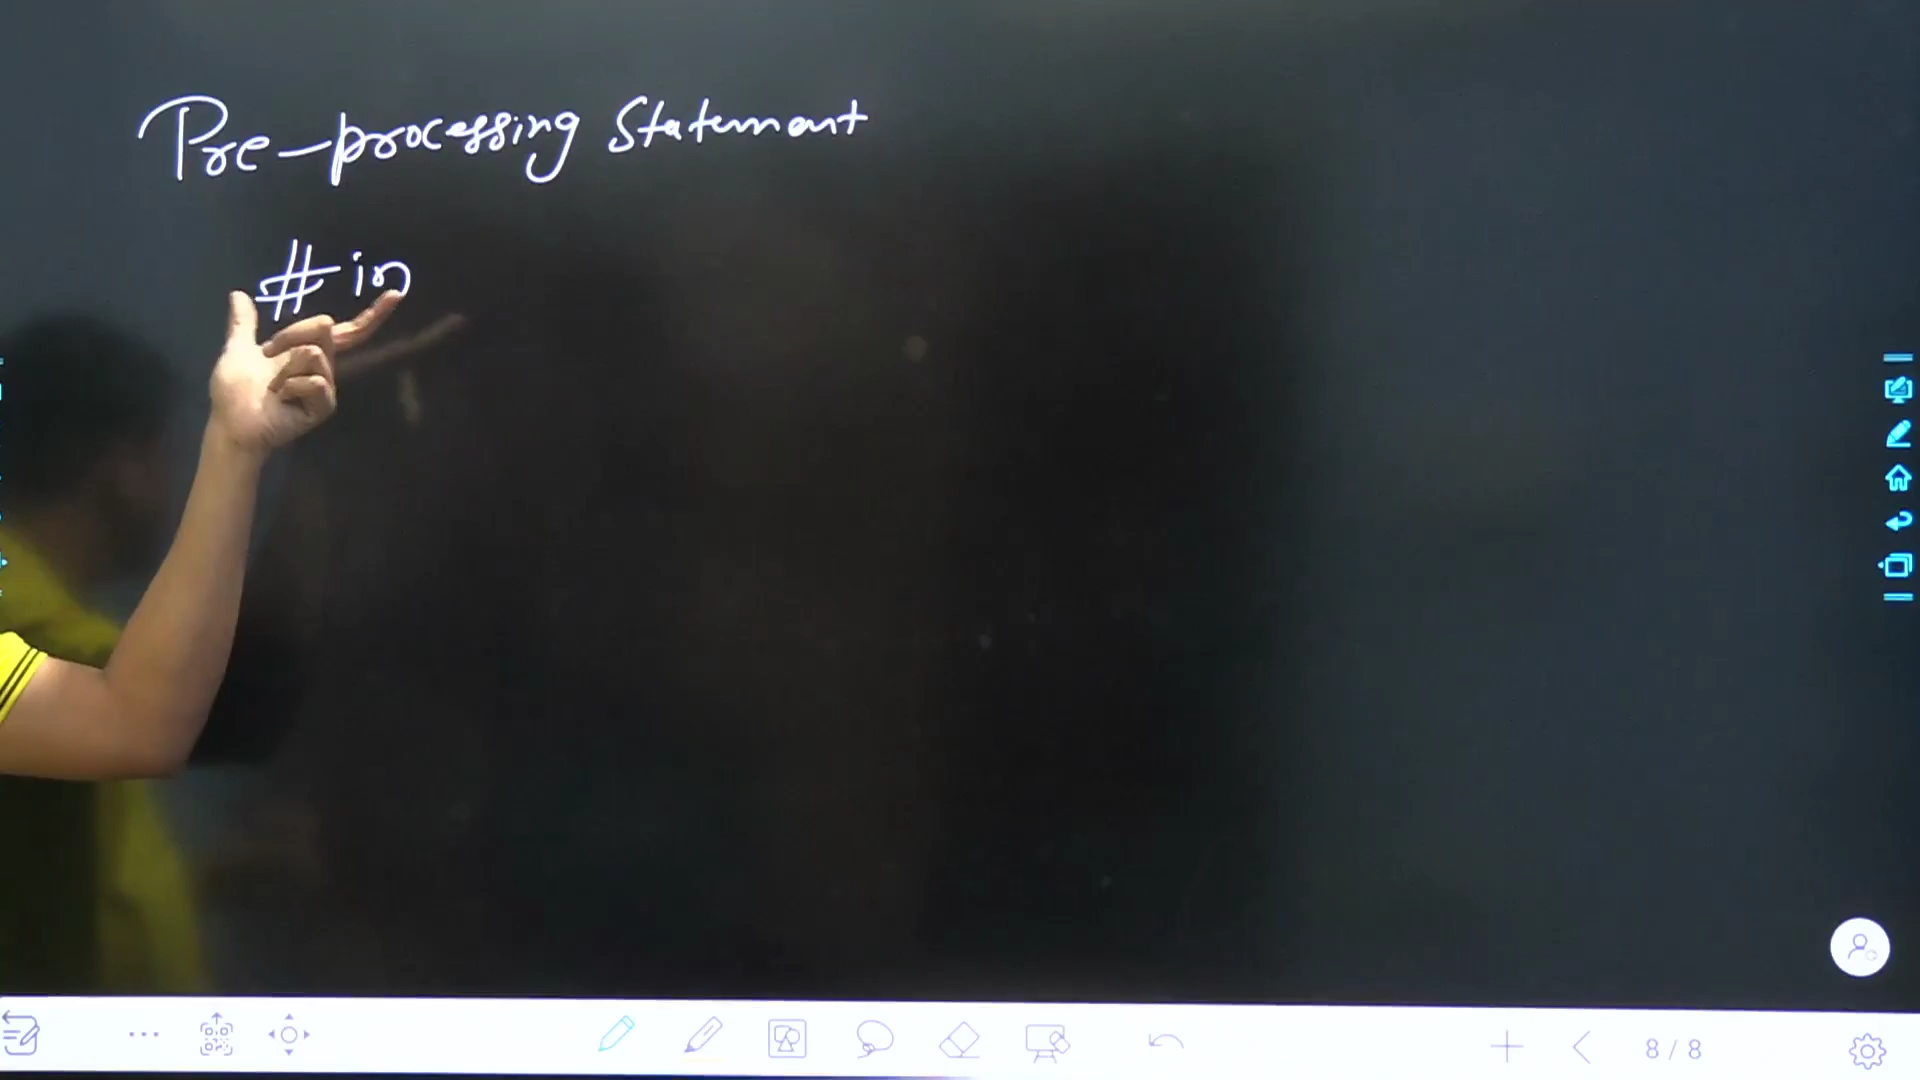 Pre-processing Statement
# in
8 / 8